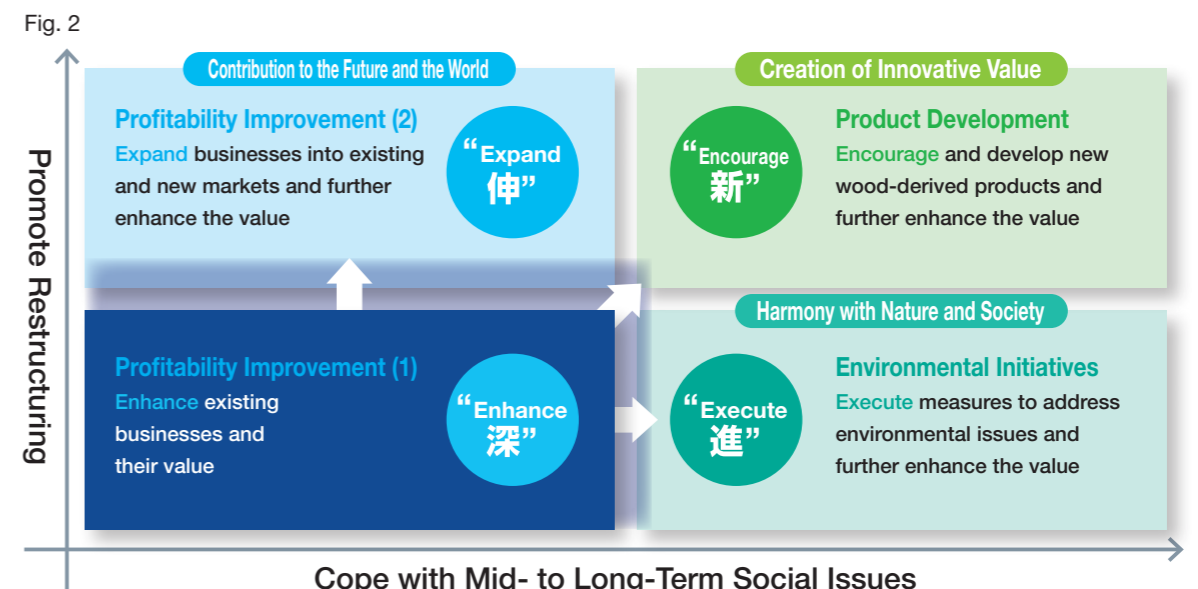 Fig. 2
Promote Restructuring
Contribution to the Future and the World
Profitability Improvement (2)
Expand businesses into existing
and new markets and further
enhance the value
“Expand
伸”
Creation of Innovative Value
“Encourage
新”
Product Development
Encourage and develop new
wood-derived products and
further enhance the value
Profitability Improvement (1)
Enhance existing
businesses and
their value
“Enhance
深”
Harmony with Nature and Society
“Execute
進”
Environmental Initiatives
Execute measures to address
environmental issues and
further enhance the value
Cope with Mid- to Long-Term Social Issues